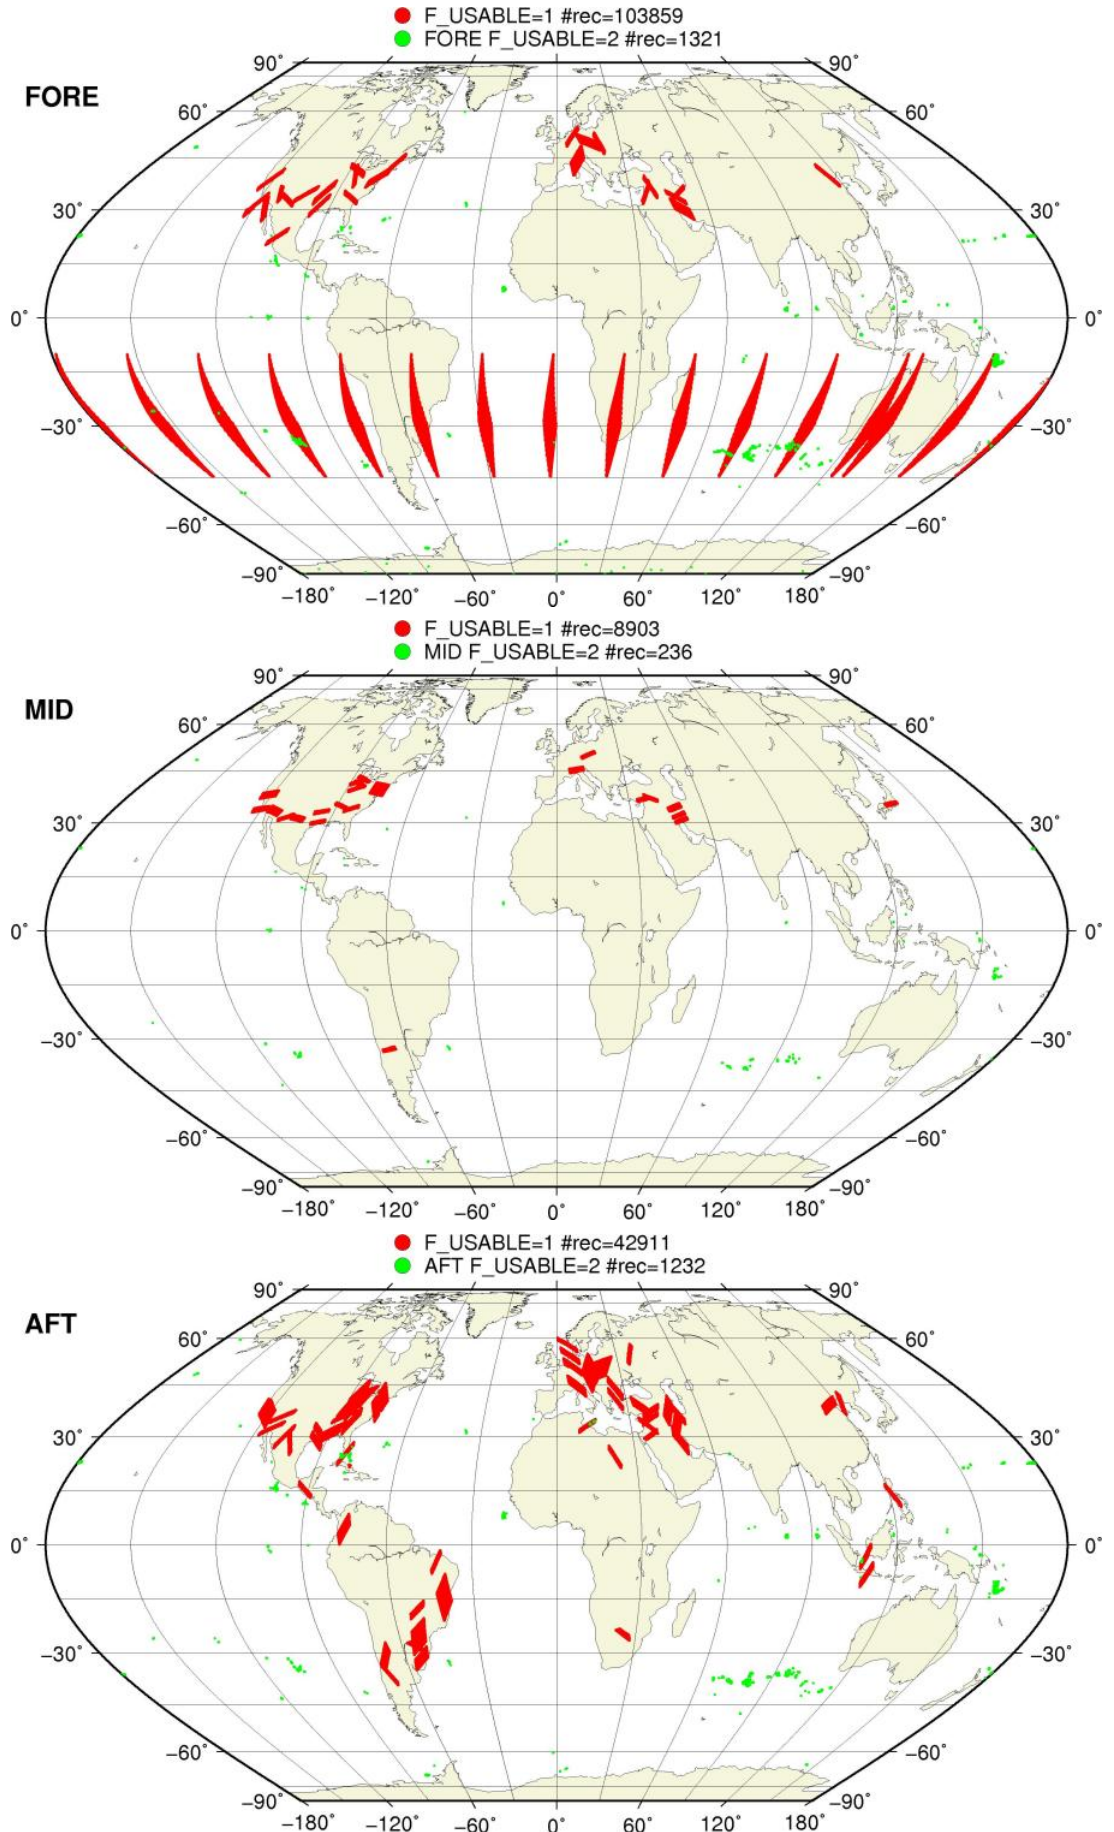 F_USABLE=1 #rec=103859
FORE F_USABLE=2 #rec=1321
FORE
90° 90°
60° 60°
30° 30°
0° 0°
−30° −30°
−60° −60°
−90° −90°
−180° −120° −60° 0° 60° 120° 180°
F_USABLE=1 #rec=8903
MID F_USABLE=2 #rec=236
MID
90° 90°
60° 60°
30° 30°
0° 0°
−30° −30°
−60° −60°
−90° −90°
−180° −120° −60° 0° 60° 120° 180°
F_USABLE=1 #rec=42911
AFT F_USABLE=2 #rec=1232
AFT
90° 90°
60° 60°
30° 30°
0° 0°
−30° −30°
−60° −60°
−90° −90°
−180° −120° −60° 0° 60° 120° 180°